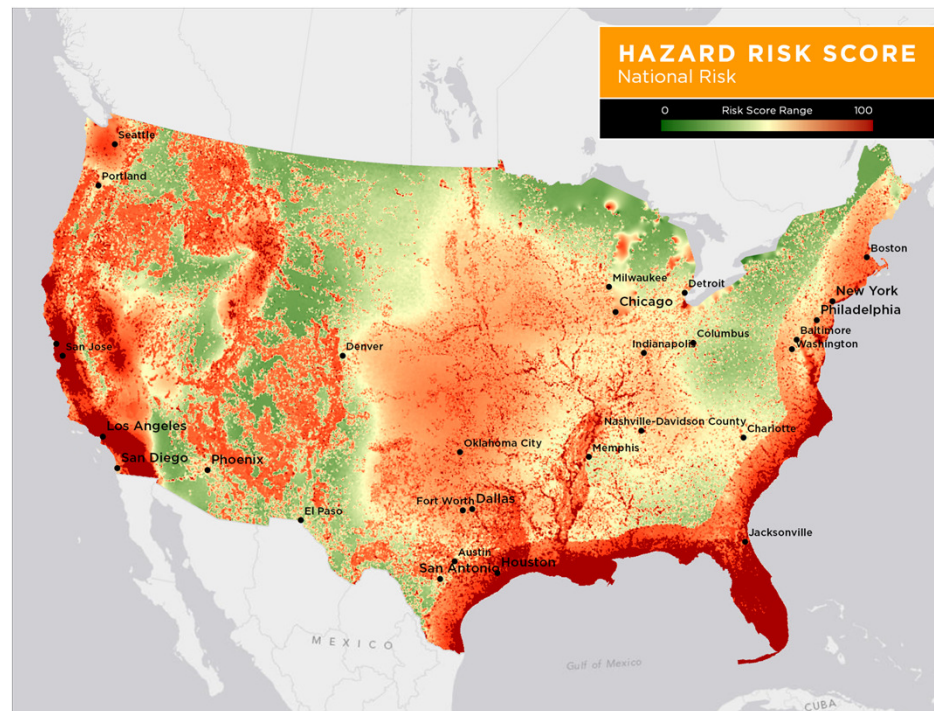 HAZARD RISK SCORE
National Risk
0 Risk Score Range 100
Seattle
Portland
Boston
Milwaukee
Detroit
Chicago
New York
Philadelphia
Columbus
Baltimore
Indianapolis
Washington
San Jose
Denver
Nashville-Davidson County
Charlotte
Los Angeles
Oklahoma City
Memphis
San Diego
Phoenix
Fort Worth
Dallas
El Paso
Jacksonville
Austin
Houston
San Antonio
MEXICO
Gulf of Mexico
CUBA